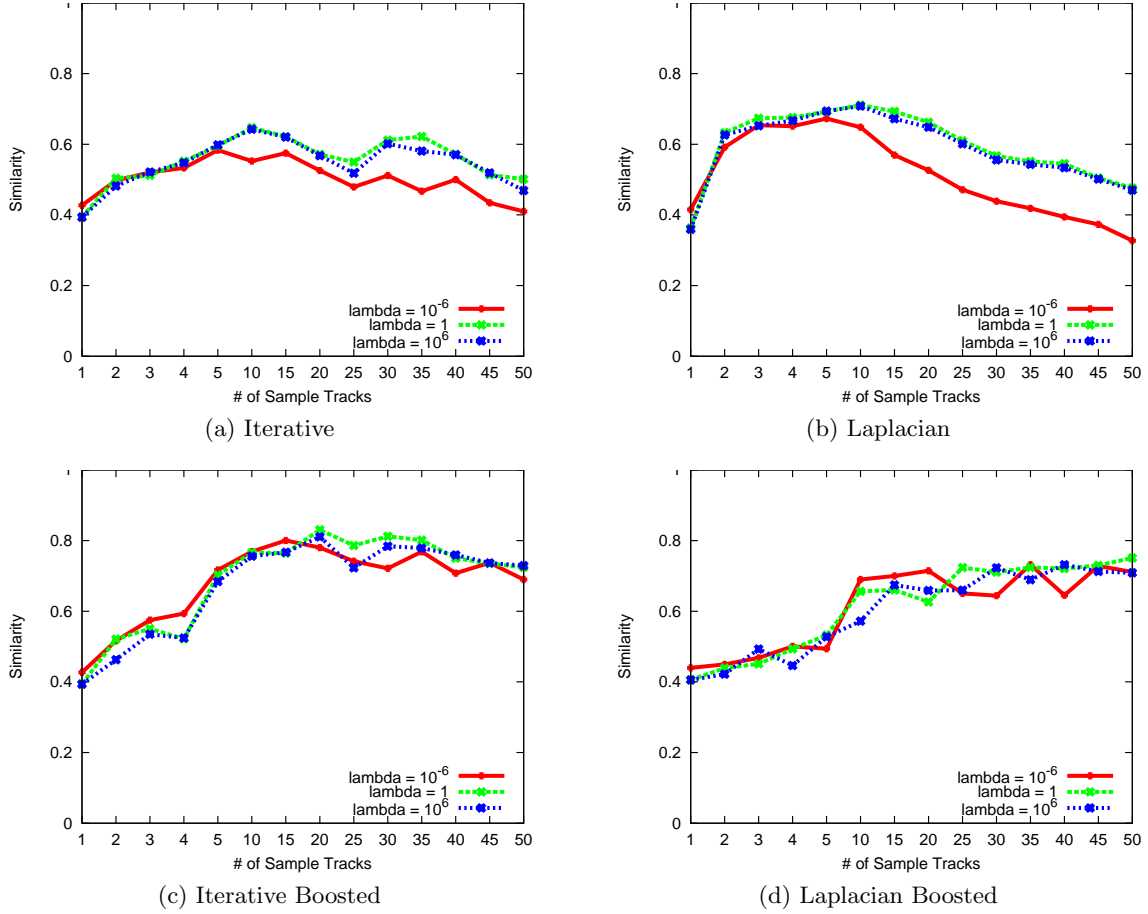 0.8
0.6
0.4
0.2
0
Similarity
1 2 3 4 5 10 15 20 25 30 35 40 45 50
# of Sample Tracks
lambda = 10^-6
lambda = 1
lambda = 10^6
(a) Iterative
0.8
0.6
0.4
0.2
0
Similarity
1 2 3 4 5 10 15 20 25 30 35 40 45 50
# of Sample Tracks
lambda = 10^-6
lambda = 1
lambda = 10^6
(b) Laplacian
0.8
0.6
0.4
0.2
0
Similarity
1 2 3 4 5 10 15 20 25 30 35 40 45 50
# of Sample Tracks
lambda = 10^-6
lambda = 1
lambda = 10^6
(c) Iterative Boosted
0.8
0.6
0.4
0.2
0
Similarity
1 2 3 4 5 10 15 20 25 30 35 40 45 50
# of Sample Tracks
lambda = 10^-6
lambda = 1
lambda = 10^6
(d) Laplacian Boosted